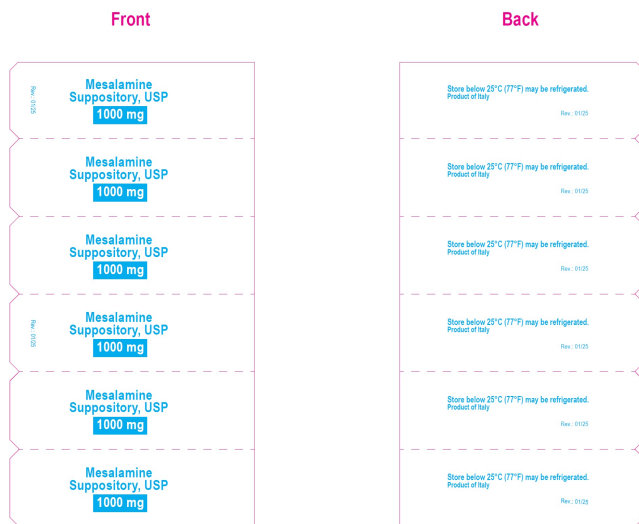 Front
Rev.: 01/25
Mesalamine
Suppository, USP
1000 mg
Mesalamine
Suppository, USP
1000 mg
Mesalamine
Suppository, USP
1000 mg
Rev.: 01/25
Mesalamine
Suppository, USP
1000 mg
Mesalamine
Suppository, USP
1000 mg
Mesalamine
Suppository, USP
1000 mg
Back
Store below 25°C (77°F) may be refrigerated.
Product of Italy
Rev.: 01/25
Store below 25°C (77°F) may be refrigerated.
Product of Italy
Rev.: 01/25
Store below 25°C (77°F) may be refrigerated.
Product of Italy
Rev.: 01/25
Store below 25°C (77°F) may be refrigerated.
Product of Italy
Rev.: 01/25
Store below 25°C (77°F) may be refrigerated.
Product of Italy
Rev.: 01/25
Store below 25°C (77°F) may be refrigerated.
Product of Italy
Rev.: 01/25